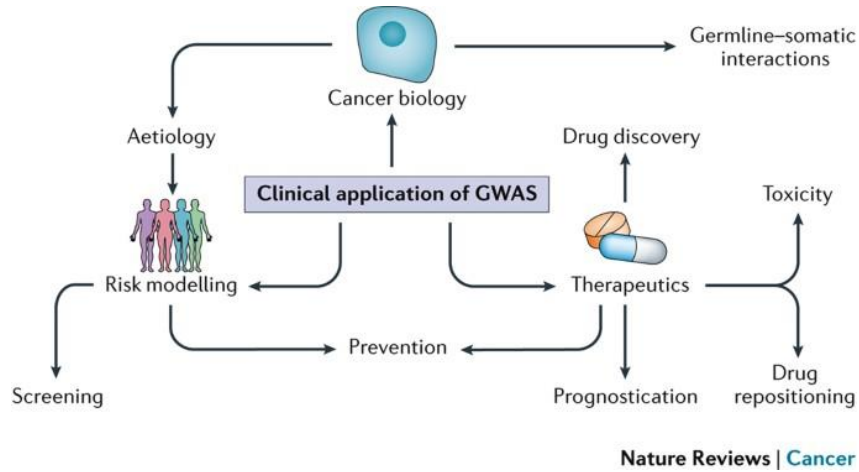 Germline–somatic
interactions
Cancer biology
Aetiology
Drug discovery
Clinical application of GWAS
Toxicity
Risk modelling
Therapeutics
Prevention
Screening
Prognostication
Drug
repositioning
Nature Reviews | Cancer